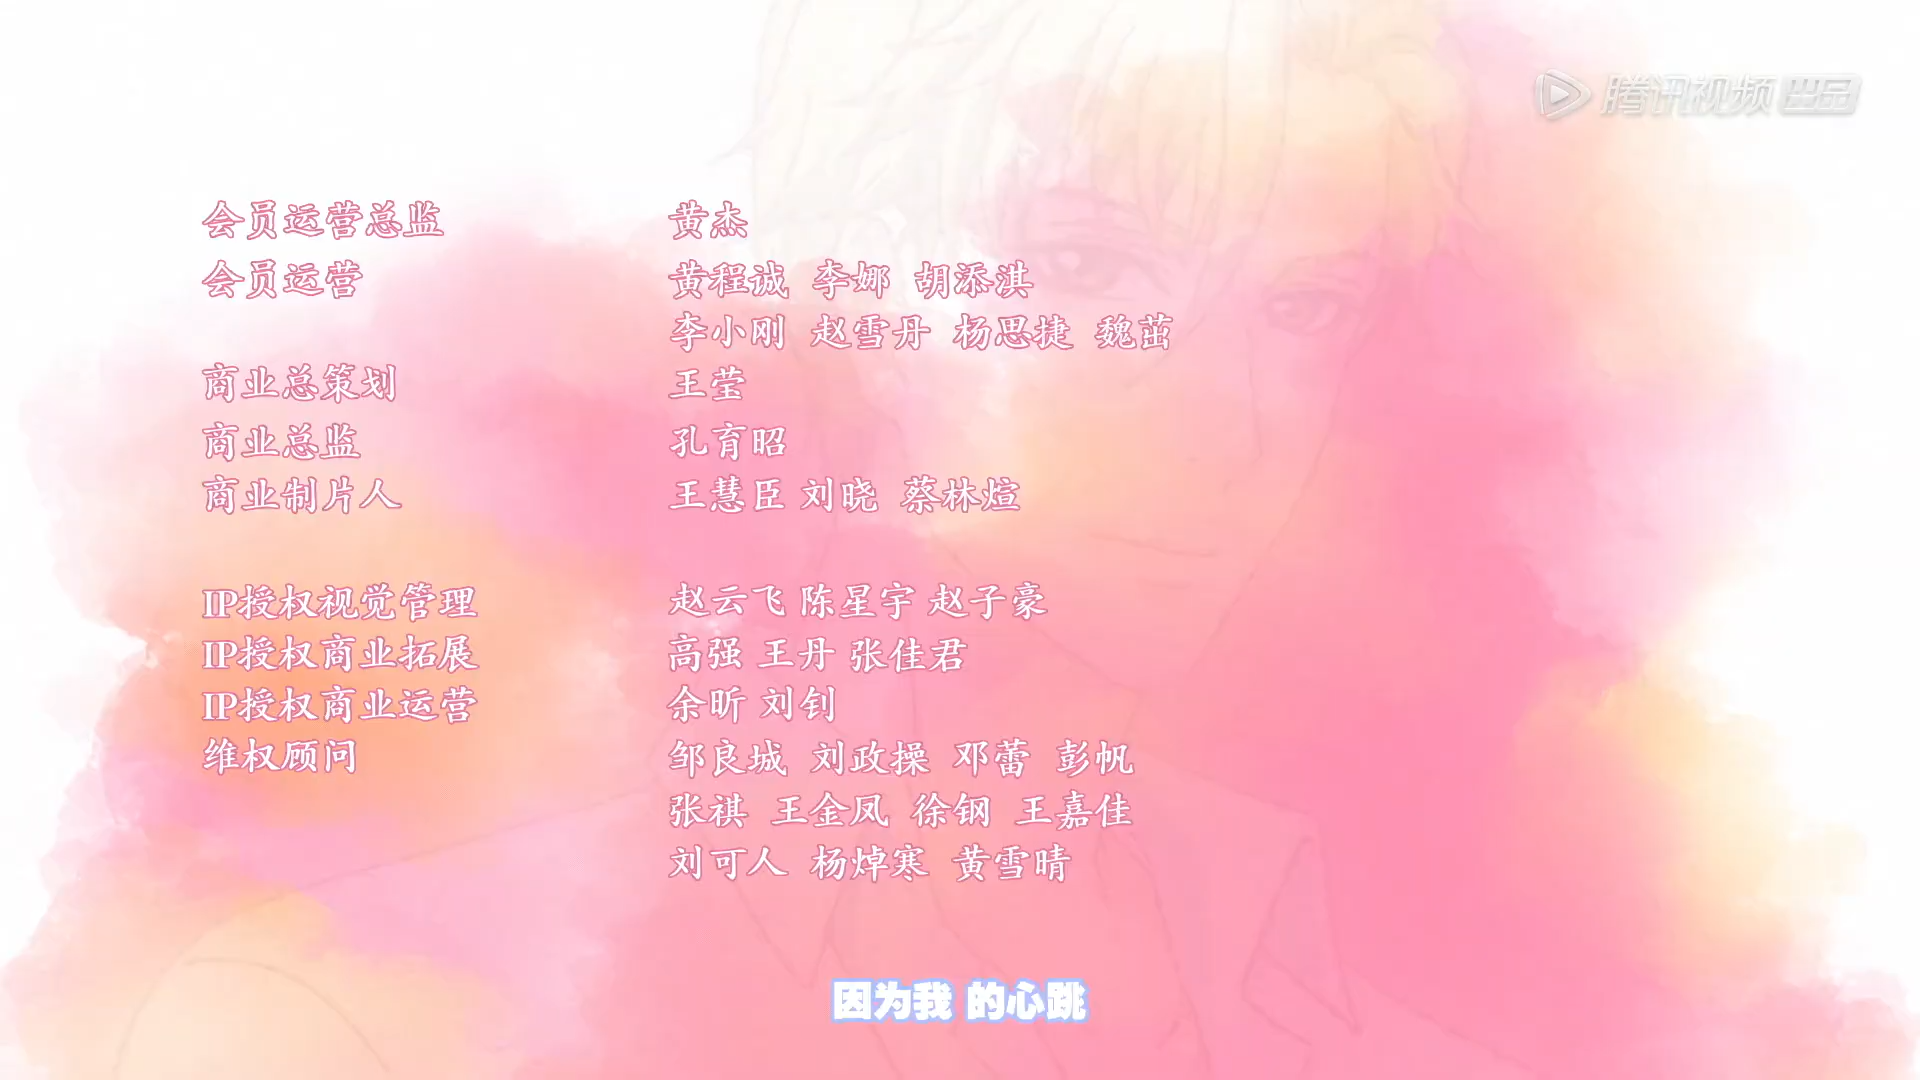 腾讯视频 出品
会员运营总监 黄杰
会员运营 黄程诚 李娜 胡添淇
李小刚 赵雪丹 杨思捷 魏茁
商业总策划 王莹
商业总监 孔育昭
商业制片人 王慧臣 刘晓 蔡林煊
IP授权视觉管理 赵云飞 陈星宇 赵子豪
IP授权商业拓展 高强 王丹 张佳君
IP授权商业运营 余昕 刘钊
维权顾问 邹良城 刘政操 邓蕾 彭帆
张祺 王金凤 徐钢 王嘉佳
刘可人 杨焯寒 黄雪晴
因为我 的心跳